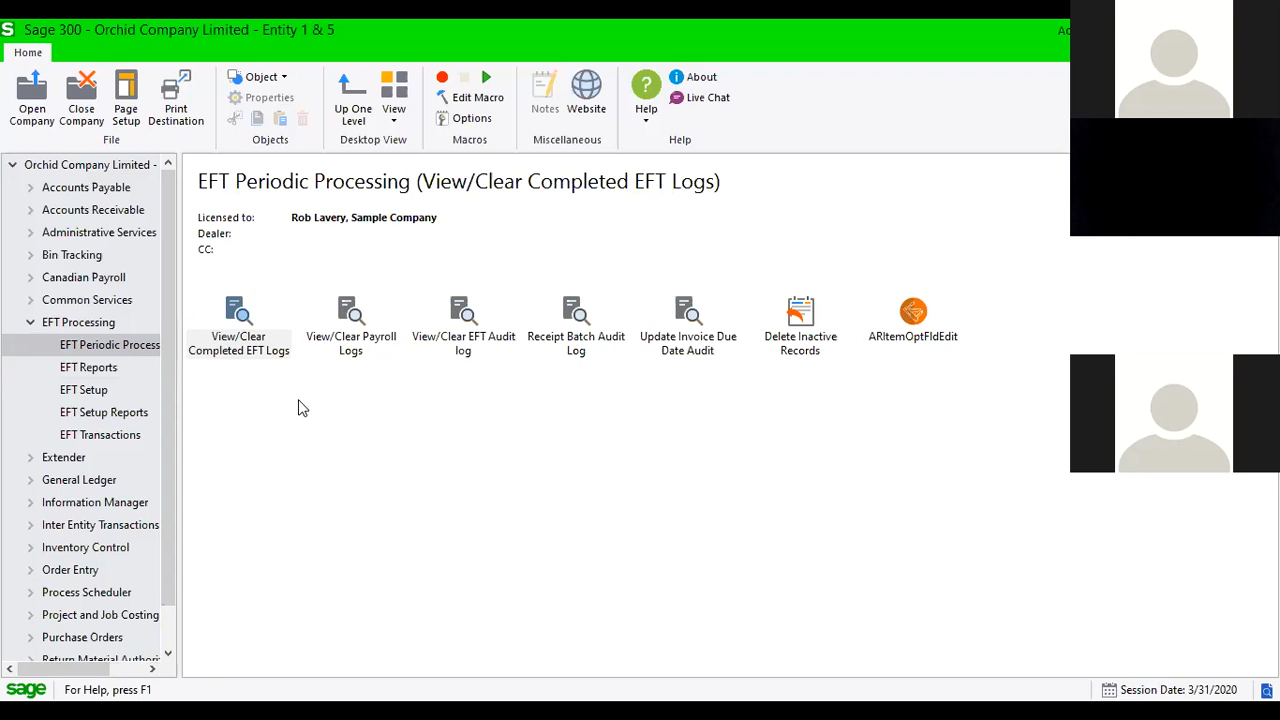 S Sage 300 - Orchid Company Limited - Entity 1 & 5
Home
Open Company
Close Company
Page Setup
Print Destination
File
Object
Properties
Objects
Up One Level
View
Desktop View
Edit Macro
Options
Macros
Notes
Website
Miscellaneous
? Help
i About
Live Chat
Help
Orchid Company Limited -
Accounts Payable
Accounts Receivable
Administrative Services
Bin Tracking
Canadian Payroll
Common Services
EFT Processing
EFT Periodic Process
EFT Reports
EFT Setup
EFT Setup Reports
EFT Transactions
Extender
General Ledger
Information Manager
Inter Entity Transactions
Inventory Control
Order Entry
Process Scheduler
Project and Job Costing
Purchase Orders
Return Material Authori
EFT Periodic Processing (View/Clear Completed EFT Logs)
Licensed to: Rob Lavery, Sample Company
Dealer:
CC:
View/Clear
Completed EFT Logs
View/Clear Payroll
Logs
View/Clear EFT Audit
log
Receipt Batch Audit
Log
Update Invoice Due
Date Audit
Delete Inactive
Records
ARItemOptFldEdit
sage For Help, press F1
Session Date: 3/31/2020